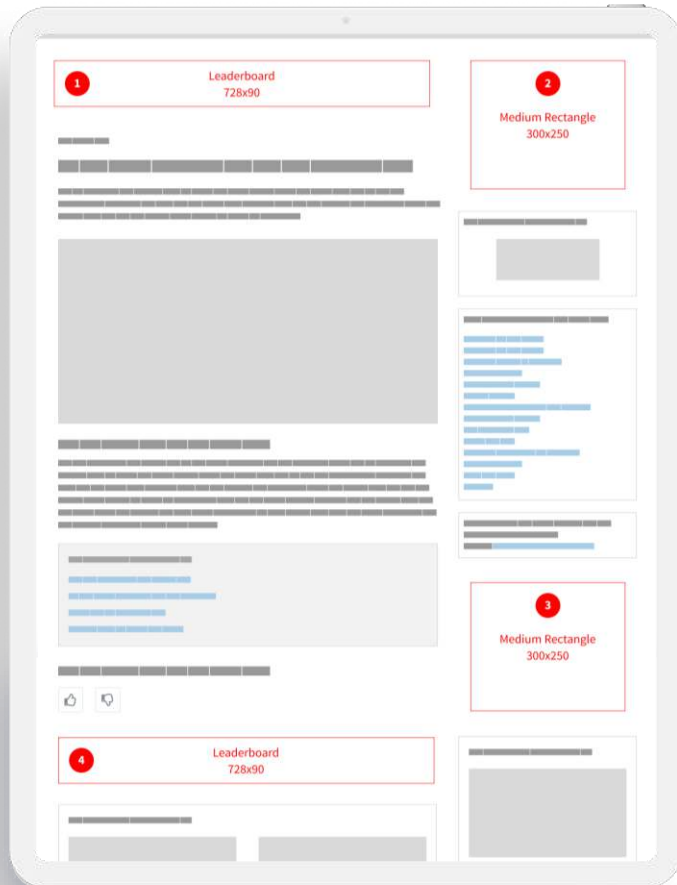 1
Leaderboard
728x90
2
Medium Rectangle
300x250
3
Medium Rectangle
300x250
4
Leaderboard
728x90